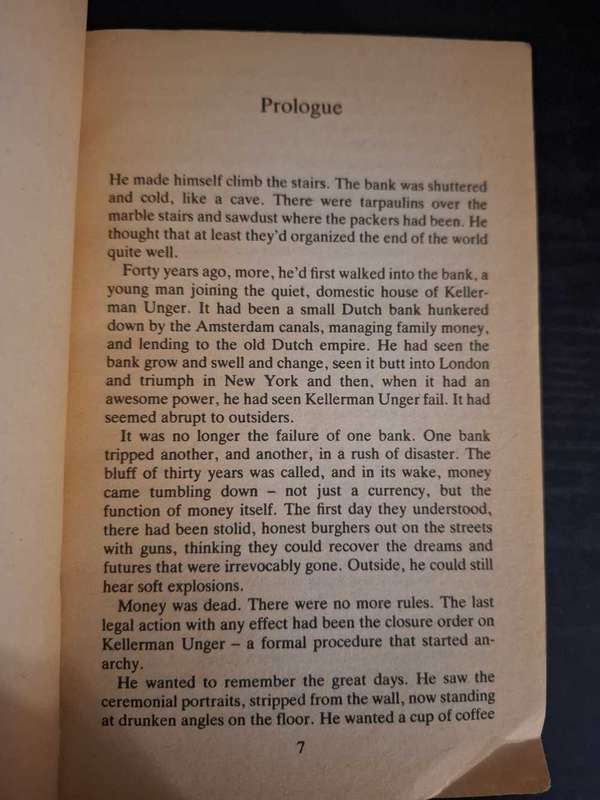 Prologue
He made himself climb the stairs. The bank was shuttered
and cold, like a cave. There were tarpaulins over the
marble stairs and sawdust where the packers had been. He
thought that at least they'd organized the end of the world
quite well.
Forty years ago, more, he'd first walked into the bank, a
young man joining the quiet, domestic house of Keller-
man Unger. It had been a small Dutch bank hunkered
down by the Amsterdam canals, managing family money,
and lending to the old Dutch empire. He had seen the
bank grow and swell and change, seen it butt into London
and triumph in New York and then, when it had an
awesome power, he had seen Kellerman Unger fail. It had
seemed abrupt to outsiders.
It was no longer the failure of one bank. One bank
tripped another, and another, in a rush of disaster. The
bluff of thirty years was called, and in its wake, money
came tumbling down – not just a currency, but the
function of money itself. The first day they understood,
there had been stolid, honest burghers out on the streets
with guns, thinking they could recover the dreams and
futures that were irrevocably gone. Outside, he could still
hear soft explosions.
Money was dead. There were no more rules. The last
legal action with any effect had been the closure order on
Kellerman Unger – a formal procedure that started an-
archy.
He wanted to remember the great days. He saw the
ceremonial portraits, stripped from the wall, now standing
at drunken angles on the floor. He wanted a cup of coffee
7